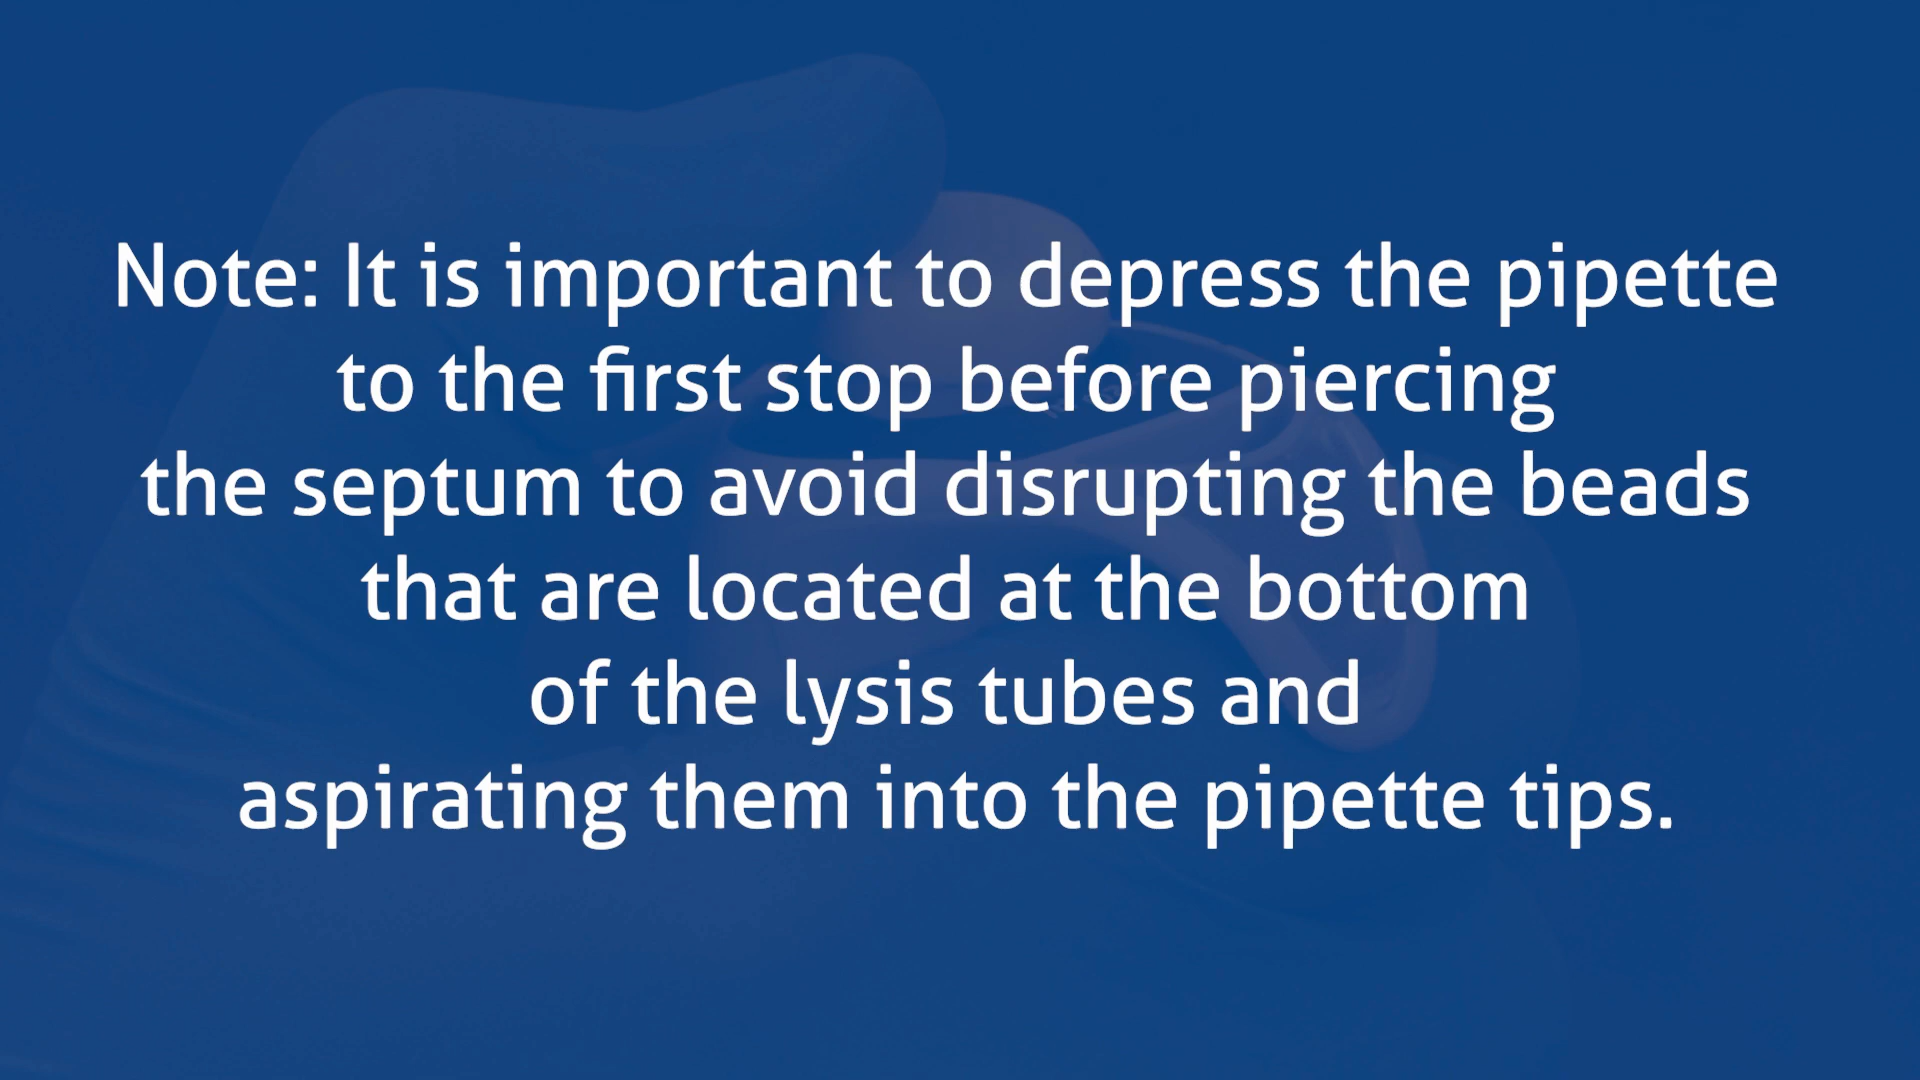 Note: It is important to depress the pipette
to the first stop before piercing
the septum to avoid disrupting the beads
that are located at the bottom
of the lysis tubes and
aspirating them into the pipette tips.